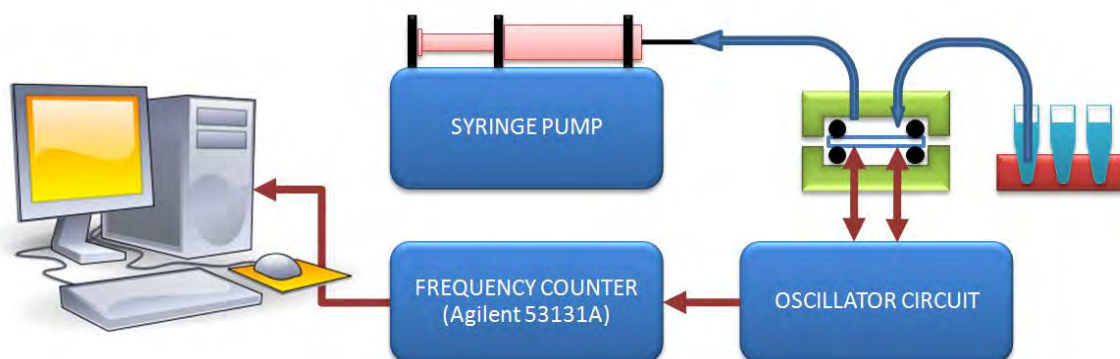 SYRINGE PUMP
FREQUENCY COUNTER
(Agilent 53131A)
OSCILLATOR CIRCUIT